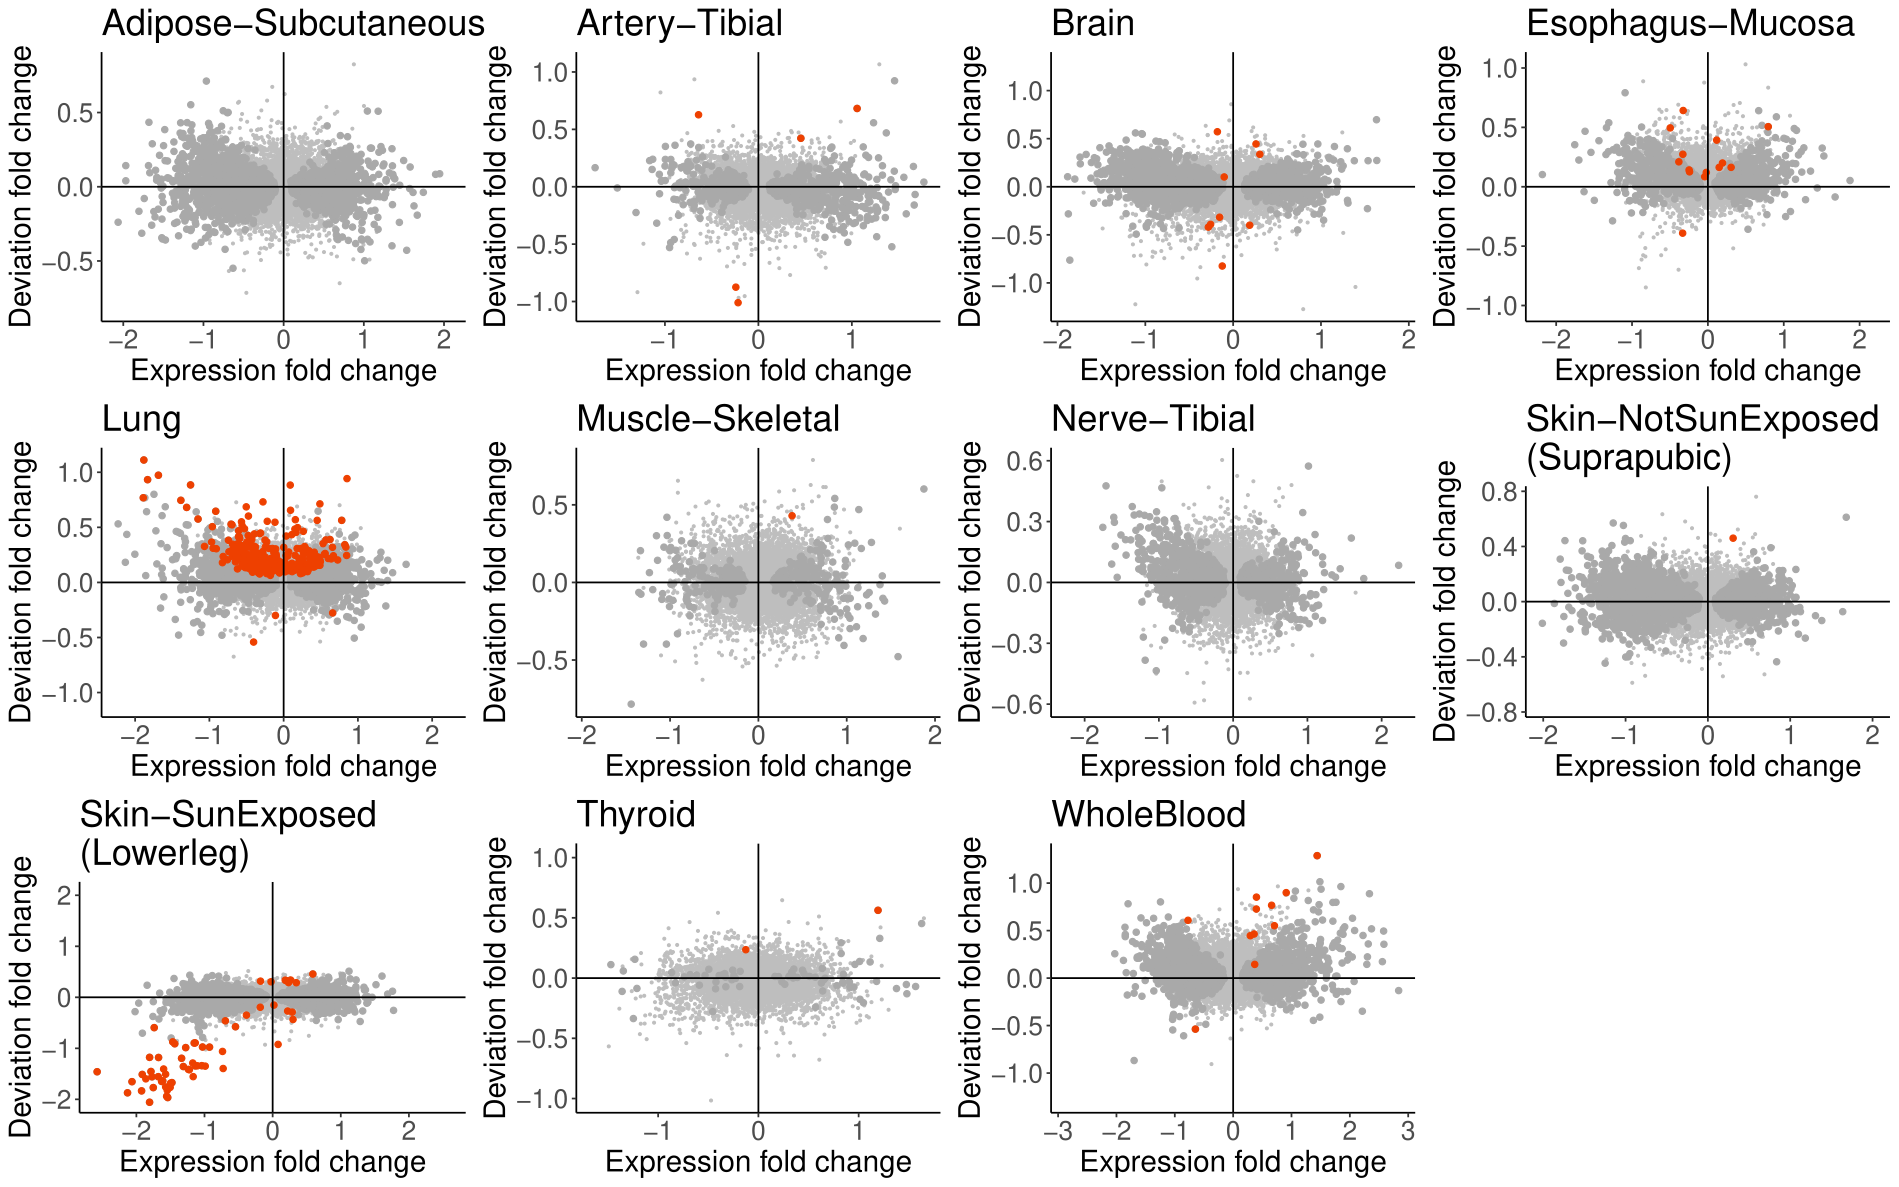 Adipose−Subcutaneous
Deviation fold change
0.5
0.0
−0.5
−2 −1 0 1 2
Expression fold change
Artery−Tibial
Deviation fold change
1.0
0.5
0.0
−0.5
−1.0
−1 0 1
Expression fold change
Brain
Deviation fold change
1.0
0.5
0.0
−0.5
−1.0
−2 −1 0 1 2
Expression fold change
Esophagus−Mucosa
Deviation fold change
1.0
0.5
0.0
−0.5
−1.0
−2 −1 0 1 2
Expression fold change
Lung
Deviation fold change
1.0
0.5
0.0
−0.5
−1.0
−2 −1 0 1 2
Expression fold change
Muscle−Skeletal
Deviation fold change
0.5
0.0
−0.5
−2 −1 0 1 2
Expression fold change
Nerve−Tibial
Deviation fold change
0.6
0.3
0.0
−0.3
−0.6
−2 −1 0 1 2
Expression fold change
Skin−NotSunExposed
(Suprapubic)
Deviation fold change
0.8
0.4
0.0
−0.4
−0.8
−2 −1 0 1 2
Expression fold change
Skin−SunExposed
(Lowerleg)
Deviation fold change
2
1
0
−1
−2
−2 −1 0 1 2
Expression fold change
Thyroid
Deviation fold change
1.0
0.5
0.0
−0.5
−1.0
−1 0 1
Expression fold change
WholeBlood
Deviation fold change
1.0
0.5
0.0
−0.5
−1.0
−3 −2 −1 0 1 2 3
Expression fold change